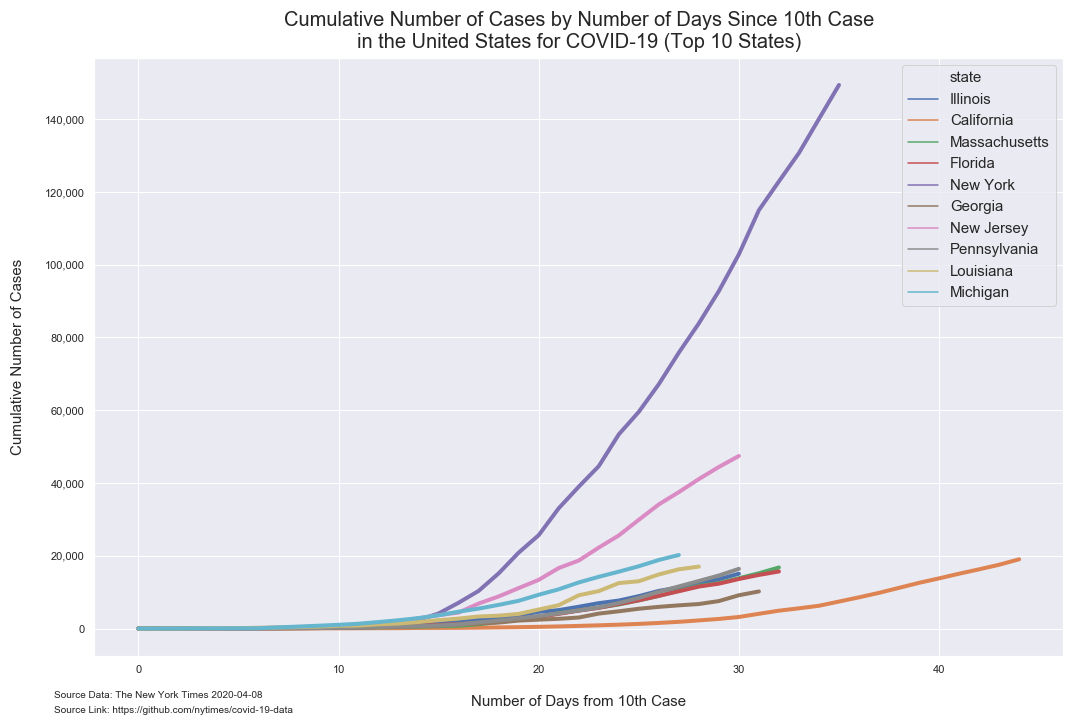 Cumulative Number of Cases by Number of Days Since 10th Case
in the United States for COVID-19 (Top 10 States)
state
Illinois
California
Massachusetts
Florida
New York
Georgia
New Jersey
Pennsylvania
Louisiana
Michigan
Cumulative Number of Cases
140,000
120,000
100,000
80,000
60,000
40,000
20,000
0
0 10 20 30 40
Number of Days from 10th Case
Source Data: The New York Times 2020-04-08
Source Link: https://github.com/nytimes/covid-19-data